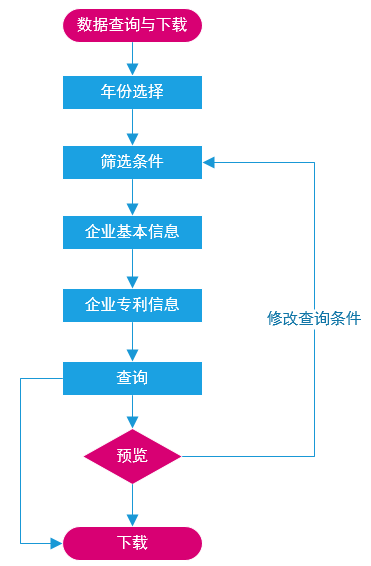 数据查询与下载
年份选择
筛选条件
企业基本信息
企业专利信息
修改查询条件
查询
预览
下载